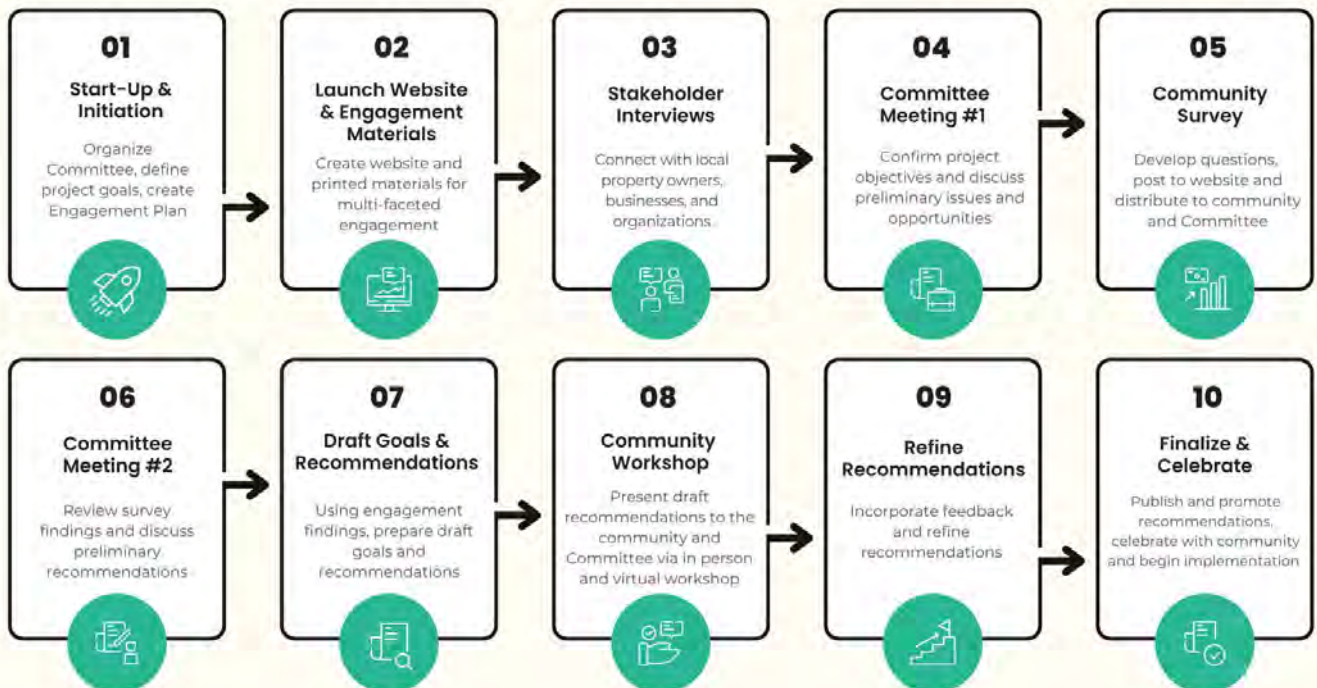 01
Start-Up &
Initiation
Organize
Committee, define
project goals, create
Engagement Plan
02
Launch Website
& Engagement
Materials
Create website and
printed materials for
multi-faceted
engagement
03
Stakeholder
Interviews
Connect with local
property owners,
businesses, and
organizations
04
Committee
Meeting #1
Confirm project
objectives and discuss
preliminary issues and
opportunities
05
Community
Survey
Develop questions,
post to website and
distribute to community
and Committee
06
Committee
Meeting #2
Review survey
findings and discuss
preliminary
recommendations
07
Draft Goals &
Recommendations
Using engagement
findings, prepare draft
goals and
recommendations
08
Community
Workshop
Present draft
recommendations to the
community and
Committee via in person
and virtual workshop
09
Refine
Recommendations
Incorporate feedback
and refine
recommendations
10
Finalize &
Celebrate
Publish and promote
recommendations,
celebrate with community
and begin implementation